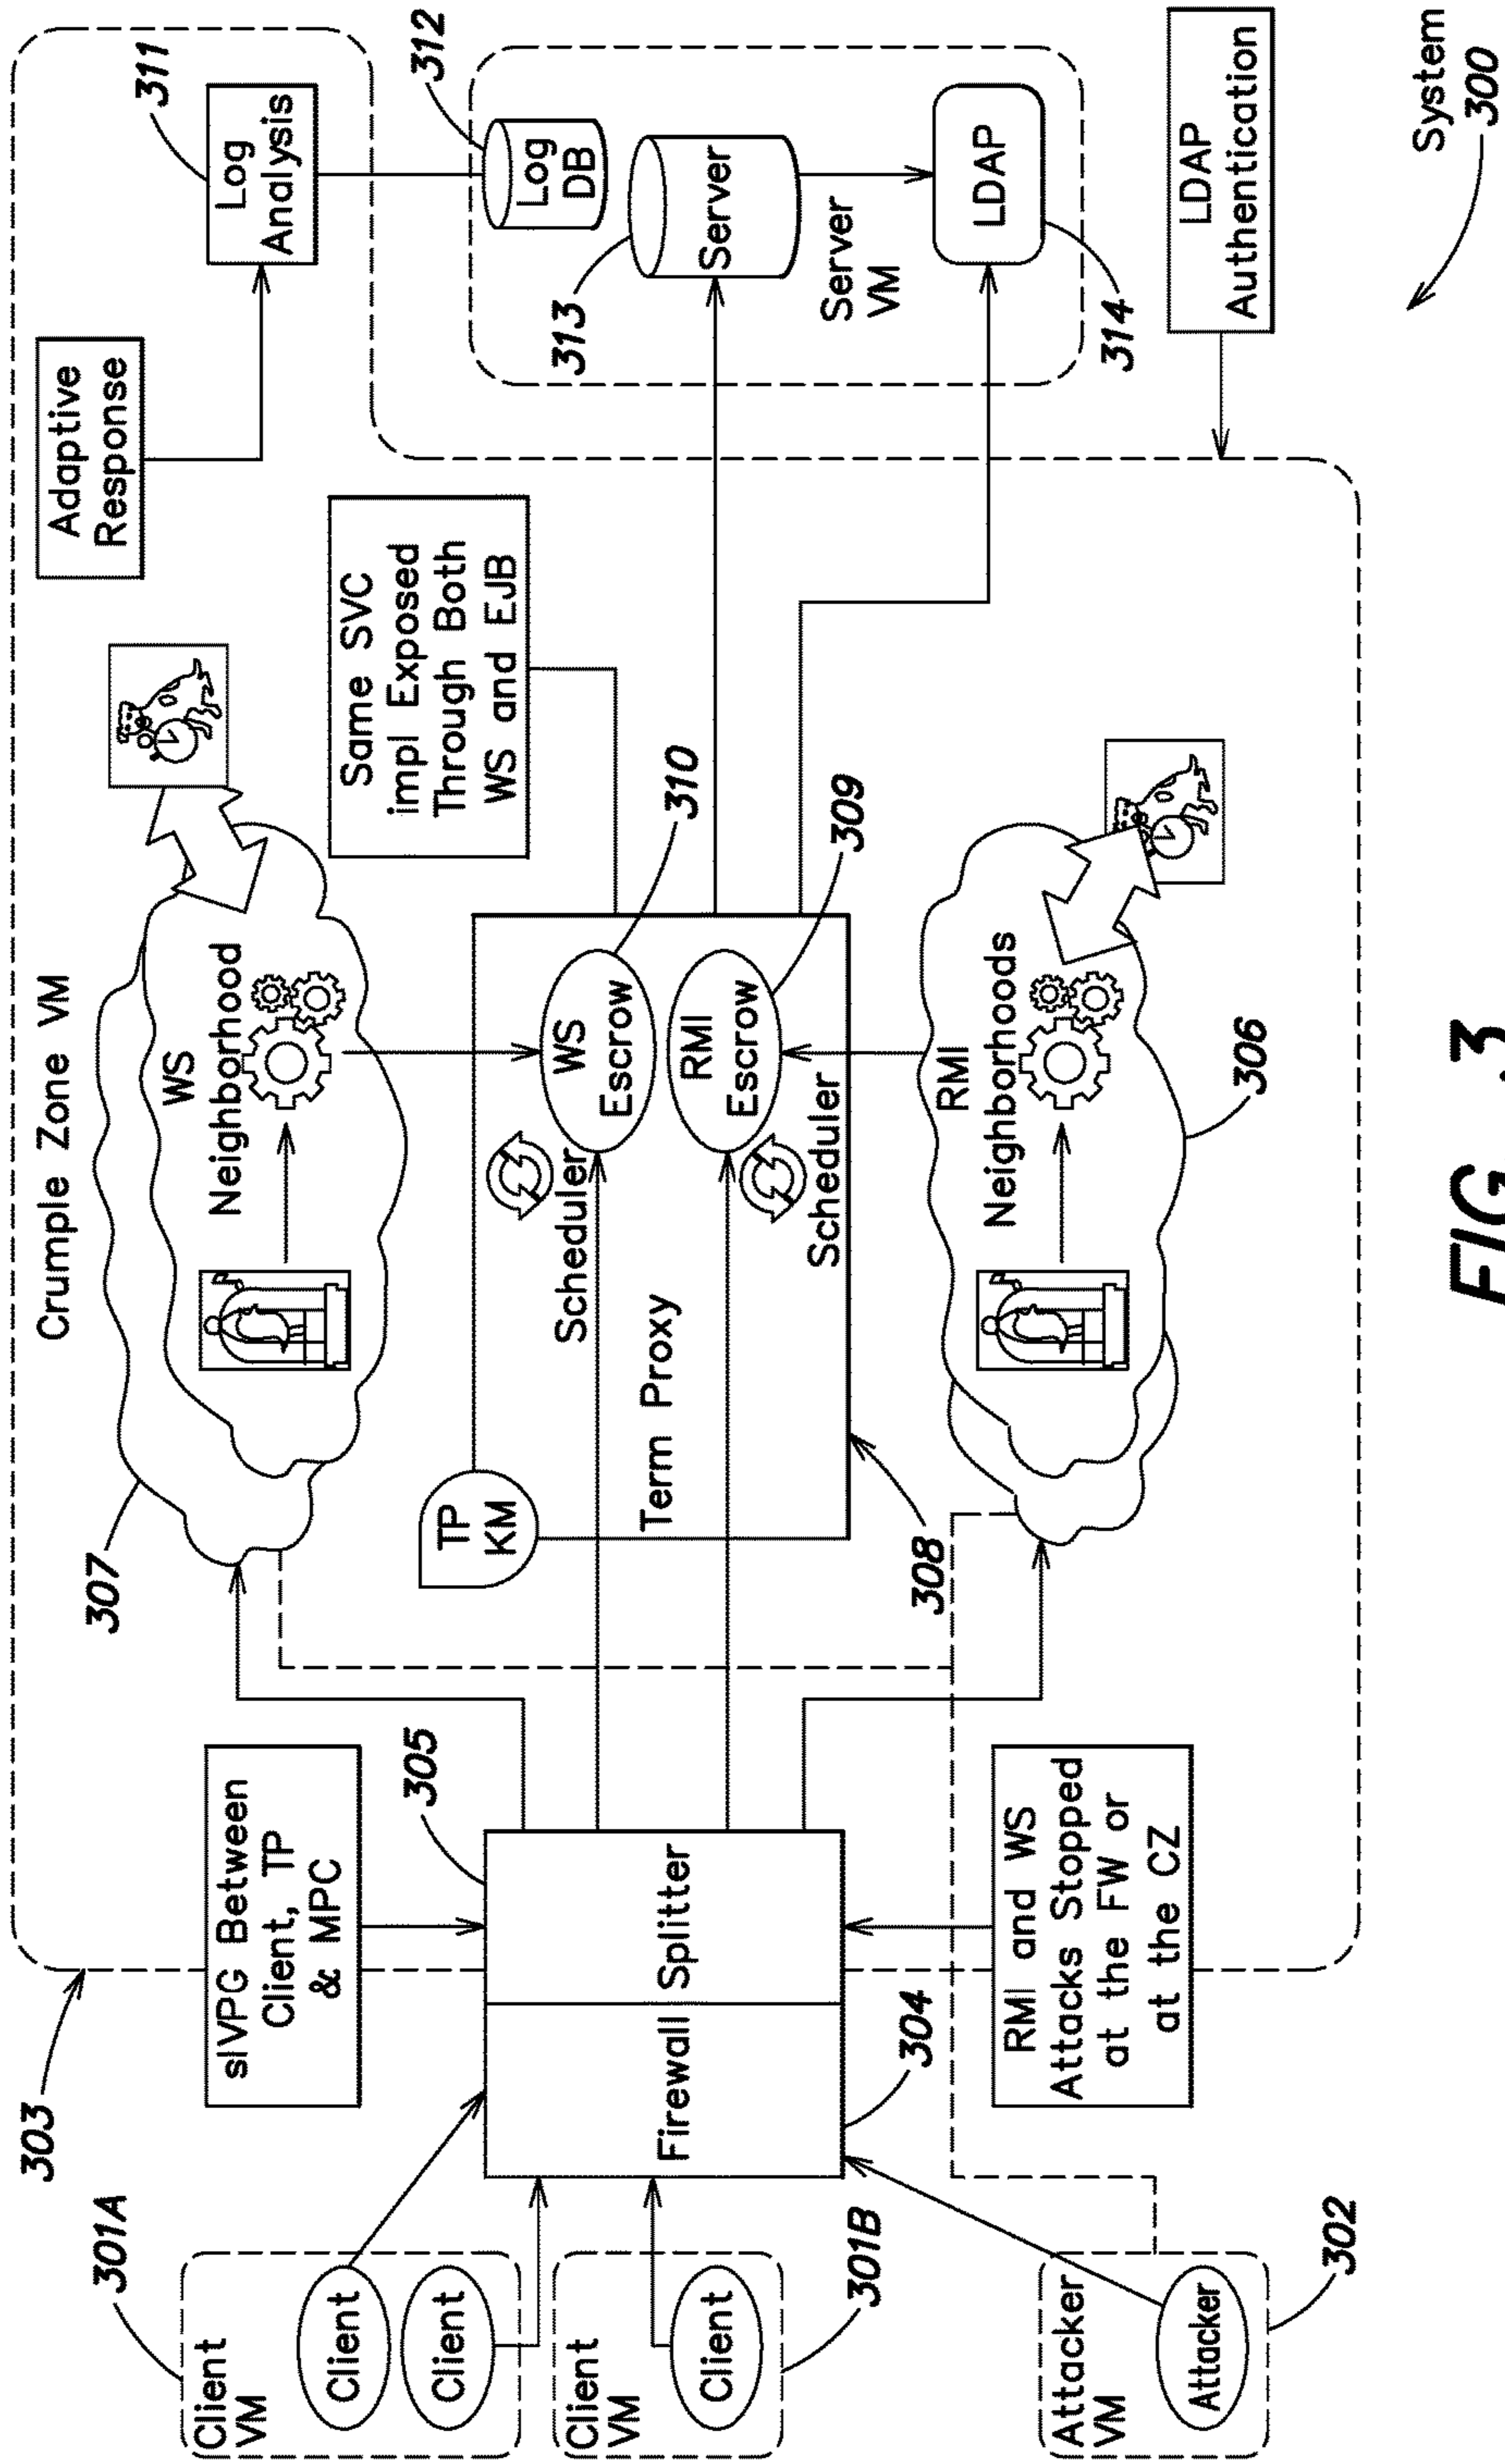 Crumple Zone VM
303
301A
Client
VM
Client
Client
Client
VM
Client
301B
Attacker
VM
Attacker
302
sIVPG Between
Client, TP
& MPC
305
Firewall
Splitter
304
RMI and WS
Attacks Stopped
at the FW or
at the CZ
307
WS
Neighborhood
TP
KM
Term Proxy
308
Scheduler
WS
Escrow
310
RMI
Escrow
309
Scheduler
RMI
Neighborhoods
306
Same SVC
impl Exposed
Through Both
WS and EJB
Adaptive
Response
Log
Analysis
311
Log
DB
312
Server
313
Server
VM
LDAP
314
LDAP
Authentication
System
300
FIG. 3